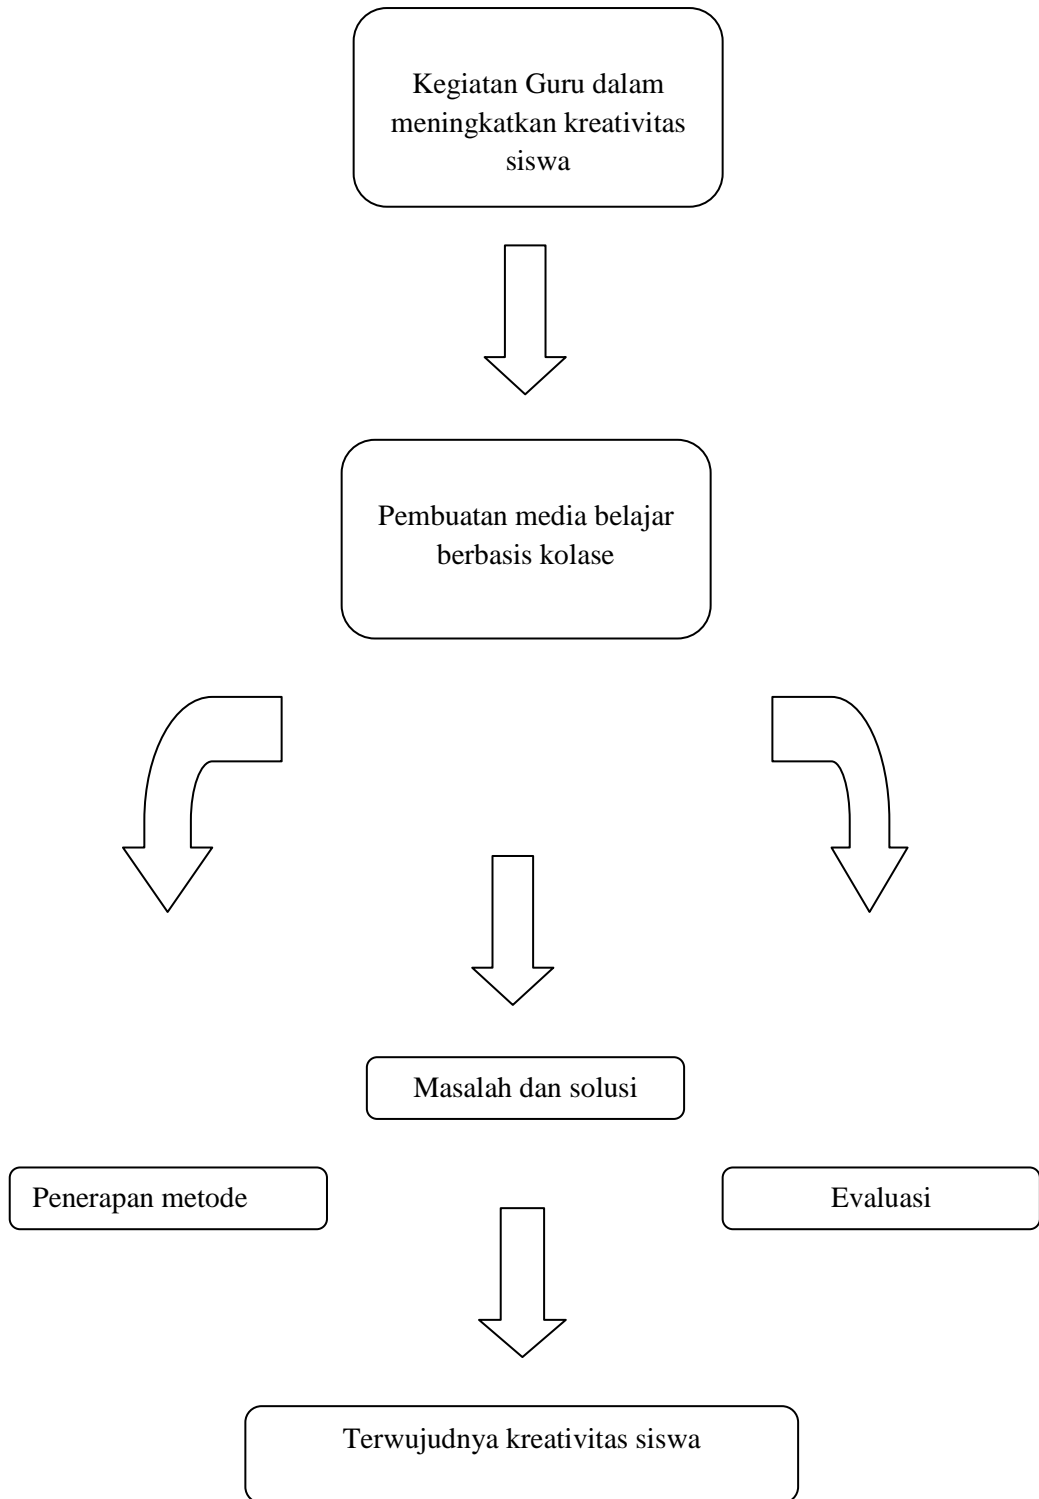 Kegiatan Guru dalam
meningkatkan kreativitas
siswa
Pembuatan media belajar
berbasis kolase
Masalah dan solusi
Penerapan metode
Evaluasi
Terwujudnya kreativitas siswa